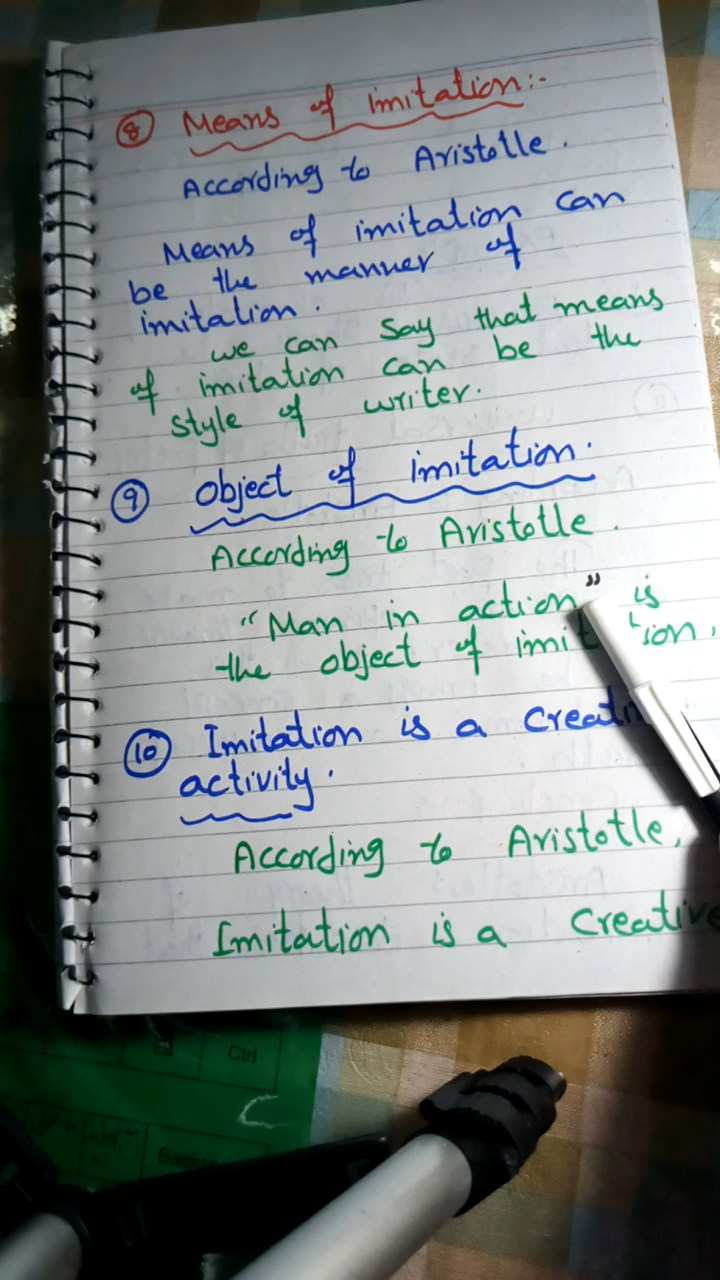 ⑧ Means of imitation:-
According to Aristotle.
Means of imitation can
be the manner of
imitation.
we can say that means
of imitation can be the
style of writer.
⑨ Object of imitation.
According to Aristotle.
"Man in action" is
the object of
⑩ Imitation is a
activity.
According to Aristotle,
Imitation is a Creative
Ctrl